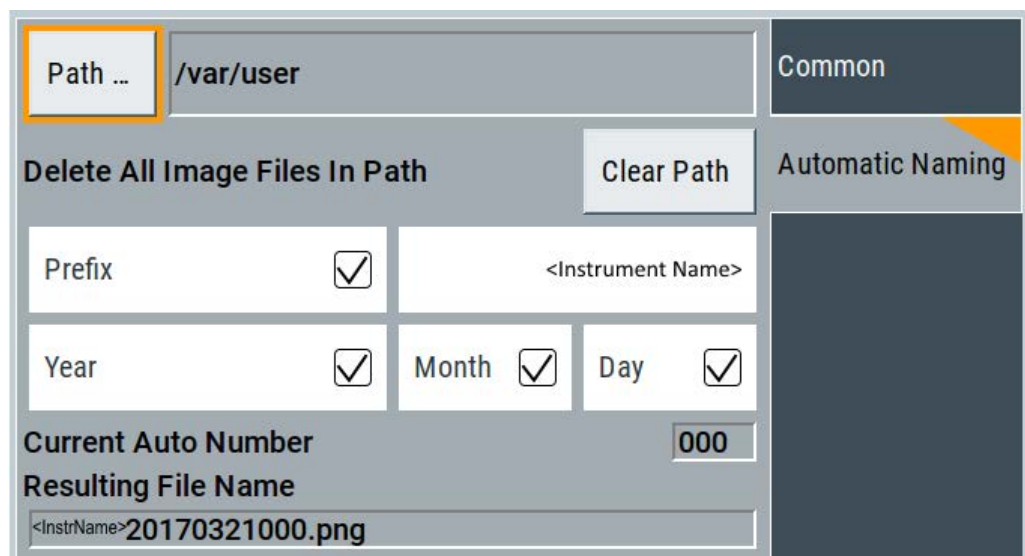 Path ... /var/user
Common
Delete All Image Files In Path Clear Path
Automatic Naming
Prefix <Instrument Name>
Year Month Day
Current Auto Number 000
Resulting File Name
<InstrName>20170321000.png